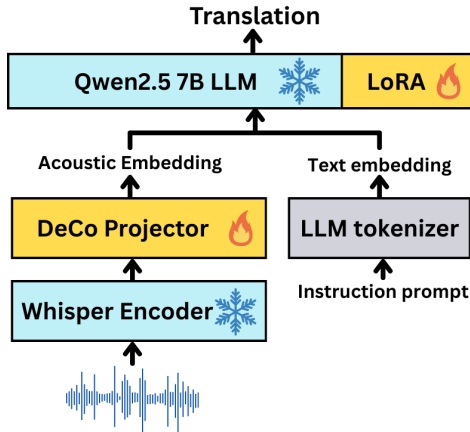 Translation
Qwen2.5 7B LLM
LoRA
Acoustic Embedding
Text embedding
DeCo Projector
LLM tokenizer
Whisper Encoder
Instruction prompt